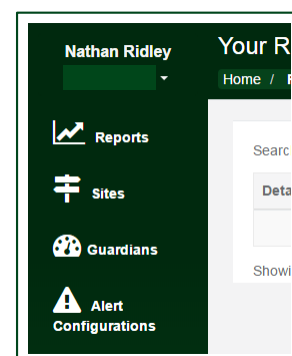 Nathan Ridley
Your R
Home /
Reports
Searc
Sites
Deta
Guardians
Showi
Alert
Configurations